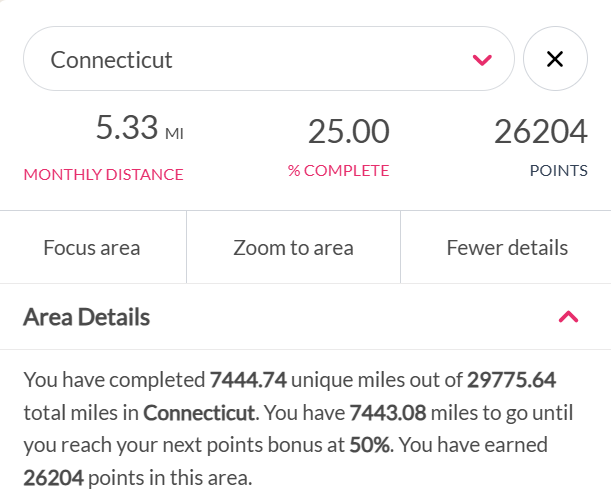 Connecticut
5.33 MI
25.00
26204
MONTHLY DISTANCE
% COMPLETE
POINTS
Focus area
Zoom to area
Fewer details
Area Details
You have completed 7444.74 unique miles out of 29775.64
total miles in Connecticut. You have 7443.08 miles to go until
you reach your next points bonus at 50%. You have earned
26204 points in this area.